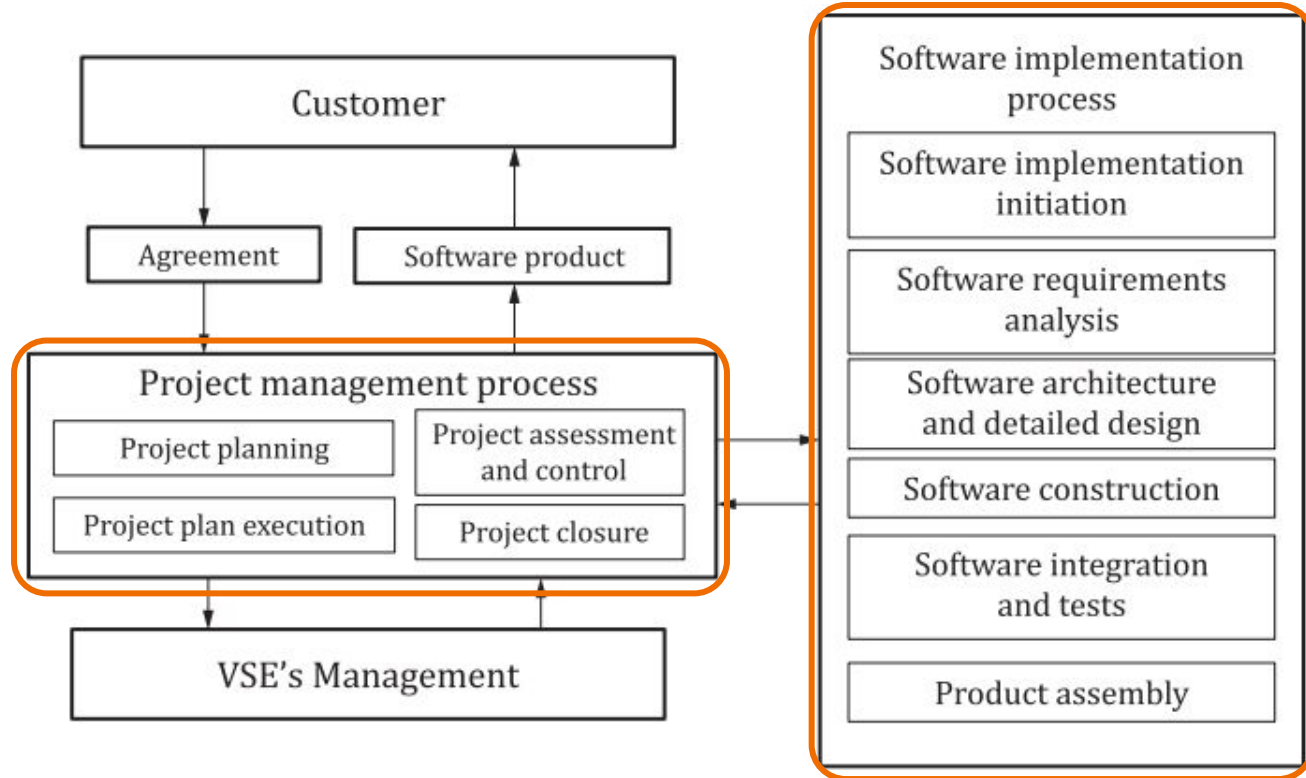 Customer
Agreement
Software product
Project management process
Project planning
Project assessment
and control
Project plan execution
Project closure
VSE's Management
Software implementation
process
Software implementation
initiation
Software requirements
analysis
Software architecture
and detailed design
Software construction
Software integration
and tests
Product assembly